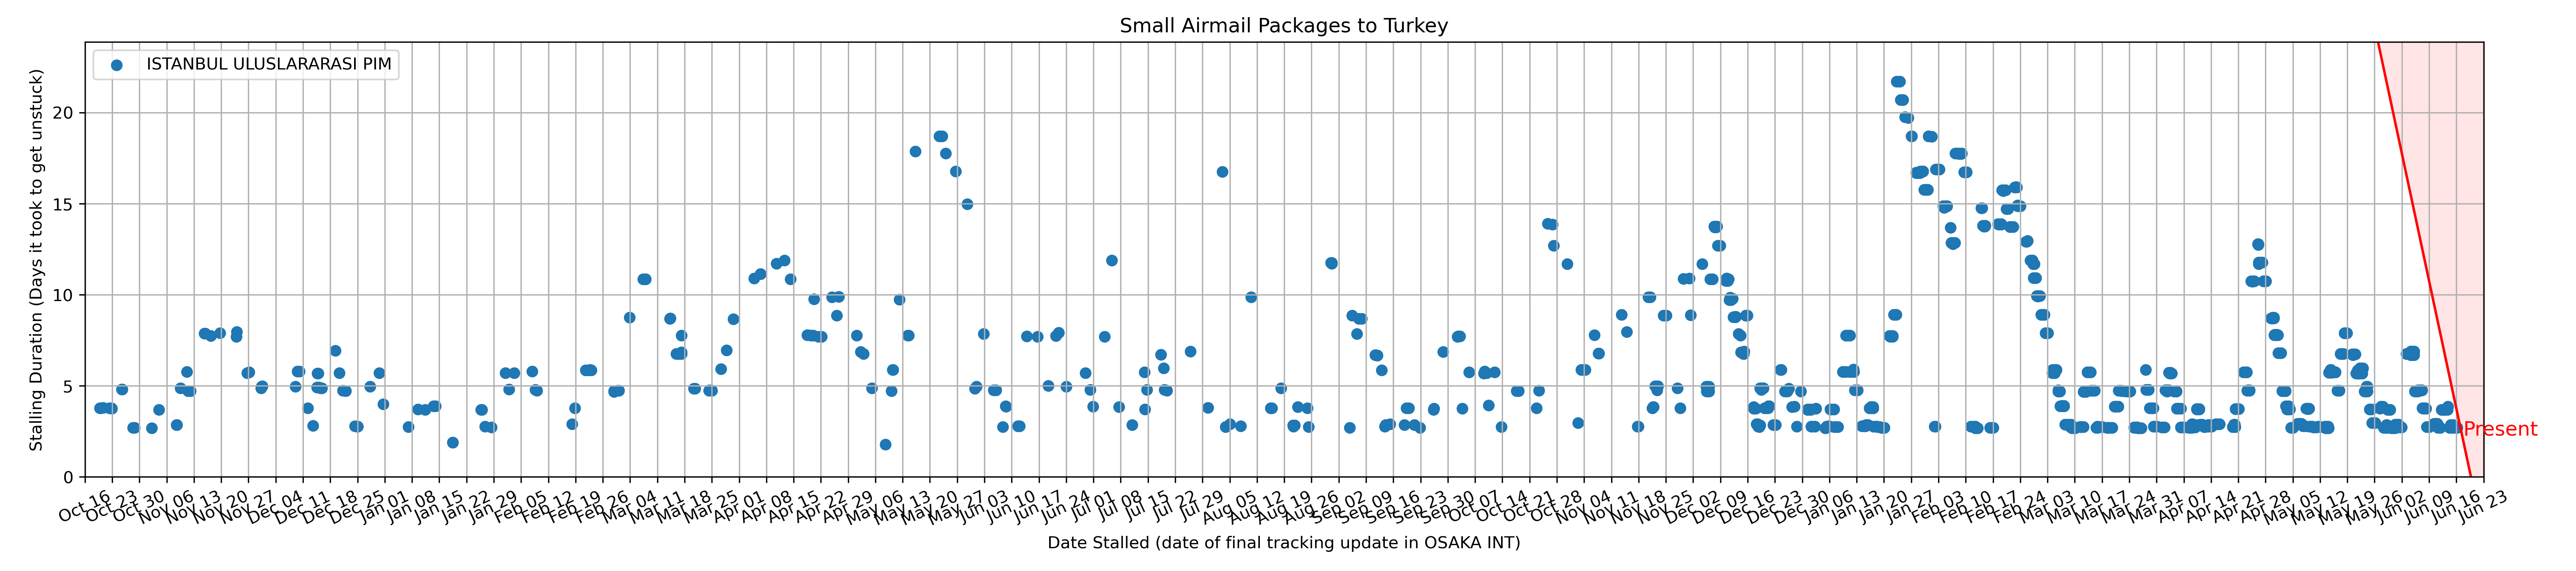 Small Airmail Packages to Turkey
ISTANBUL ULUSLARARASI PIM
Stalling Duration (Days it took to get unstuck)
20
15
10
5
0
Present
Oct 16 Oct 23 Oct 30 Nov 06 Nov 13 Nov 20 Nov 27 Dec 04 Dec 11 Dec 18 Dec 25 Jan 01 Jan 08 Jan 15 Jan 22 Jan 29 Feb 05 Feb 12 Feb 19 Feb 26 Mar 04 Mar 11 Mar 18 Mar 25 Apr 01 Apr 08 Apr 15 Apr 22 Apr 29 May 06 May 13 May 20 May 27 Jun 03 Jun 10 Jun 17 Jun 24 Jul 01 Jul 08 Jul 15 Jul 22 Jul 29 Aug 05 Aug 12 Aug 19 Aug 26 Sep 02 Sep 09 Sep 16 Sep 23 Sep 30 Oct 07 Oct 14 Oct 21 Oct 28 Nov 04 Nov 11 Nov 18 Nov 25 Dec 02 Dec 09 Dec 16 Dec 23 Dec 30 Jan 06 Jan 13 Jan 20 Jan 27 Feb 03 Feb 10 Feb 17 Feb 24 Mar 03 Mar 10 Mar 17 Mar 24 Mar 31 Apr 07 Apr 14 Apr 21 Apr 28 May 05 May 12 May 19 May 26 Jun 02 Jun 09 Jun 16 Jun 23
Date Stalled (date of final tracking update in OSAKA INT)